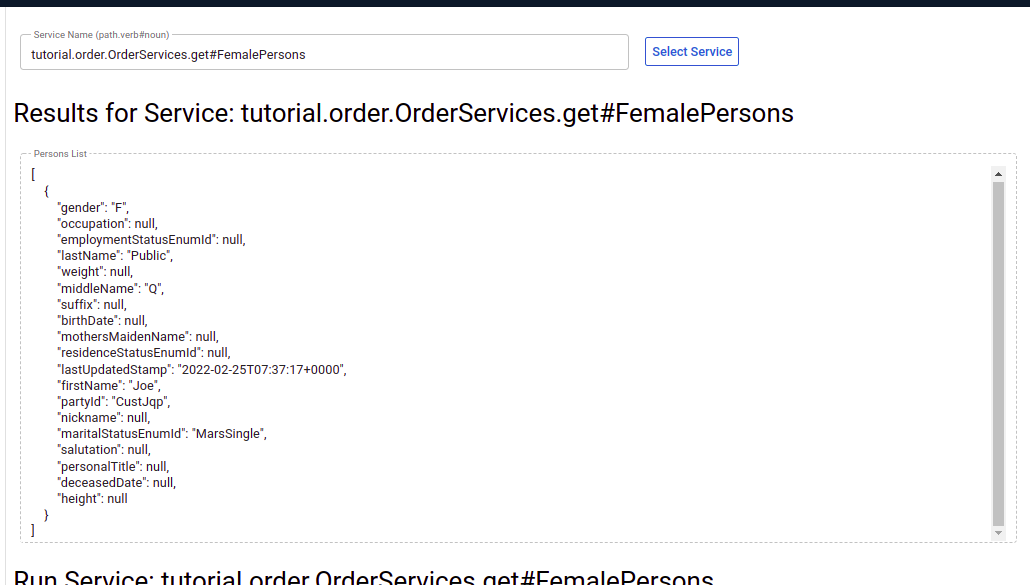 Service Name (path.verb#noun)
tutorial.order.OrderServices.get#FemalePersons
Select Service
Results for Service: tutorial.order.OrderServices.get#FemalePersons
Persons List
[
{
"gender": "F",
"occupation": null,
"employmentStatusEnumId": null,
"lastName": "Public",
"weight": null,
"middleName": "Q",
"suffix": null,
"birthDate": null,
"mothersMaidenName": null,
"residenceStatusEnumId": null,
"lastUpdatedStamp": "2022-02-25T07:37:17+0000",
"firstName": "Joe",
"partyId": "CustJqp",
"nickname": null,
"maritalStatusEnumId": "MarsSingle",
"salutation": null,
"personalTitle": null,
"deceasedDate": null,
"height": null
}
]
Run Service: tutorial.order.OrderServices.get#FemalePersons